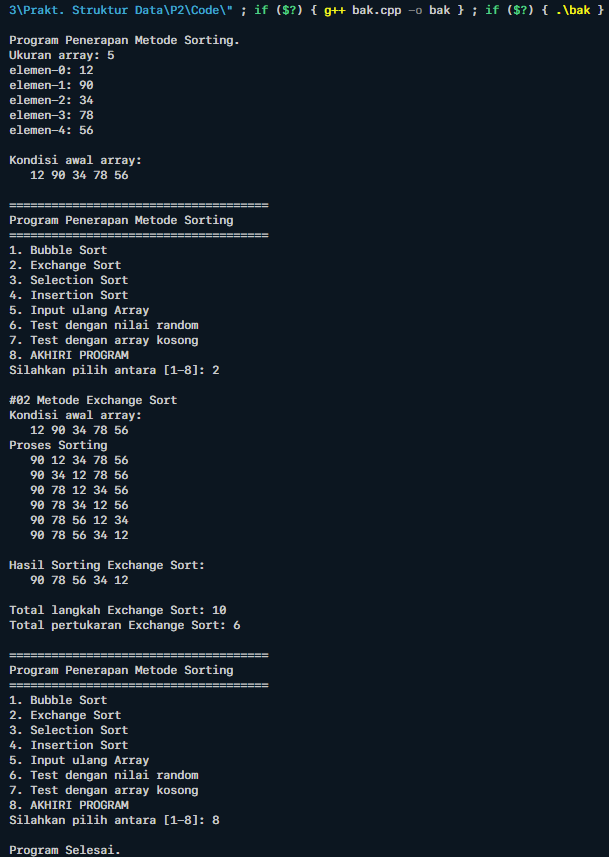 3\Prakt. Struktur Data\P2\Code\" ; if ($?) { g++ bak.cpp -o bak } ; if ($?) { .\bak }
Program Penerapan Metode Sorting.
Ukuran array: 5
elemen-0: 12
elemen-1: 90
elemen-2: 34
elemen-3: 78
elemen-4: 56
Kondisi awal array:
12 90 34 78 56
=====================================
Program Penerapan Metode Sorting
=====================================
1. Bubble Sort
2. Exchange Sort
3. Selection Sort
4. Insertion Sort
5. Input ulang Array
6. Test dengan nilai random
7. Test dengan array kosong
8. AKHIRI PROGRAM
Silahkan pilih antara [1-8]: 2
#02 Metode Exchange Sort
Kondisi awal array:
12 90 34 78 56
Proses Sorting
90 12 34 78 56
90 34 12 78 56
90 78 12 34 56
90 78 34 12 56
90 78 56 12 34
90 78 56 34 12
Hasil Sorting Exchange Sort:
90 78 56 34 12
Total langkah Exchange Sort: 10
Total pertukaran Exchange Sort: 6
=====================================
Program Penerapan Metode Sorting
=====================================
1. Bubble Sort
2. Exchange Sort
3. Selection Sort
4. Insertion Sort
5. Input ulang Array
6. Test dengan nilai random
7. Test dengan array kosong
8. AKHIRI PROGRAM
Silahkan pilih antara [1-8]: 8
Program Selesai.